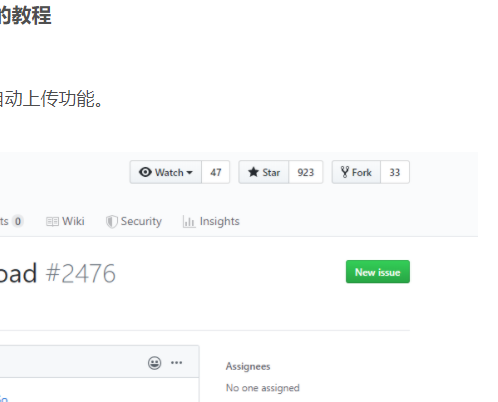 的教程
自动上传功能。
Watch 47 Star 923 Fork 33
ts 0 Wiki Security Insights
oad #2476
New issue
Assignees
No one assigned